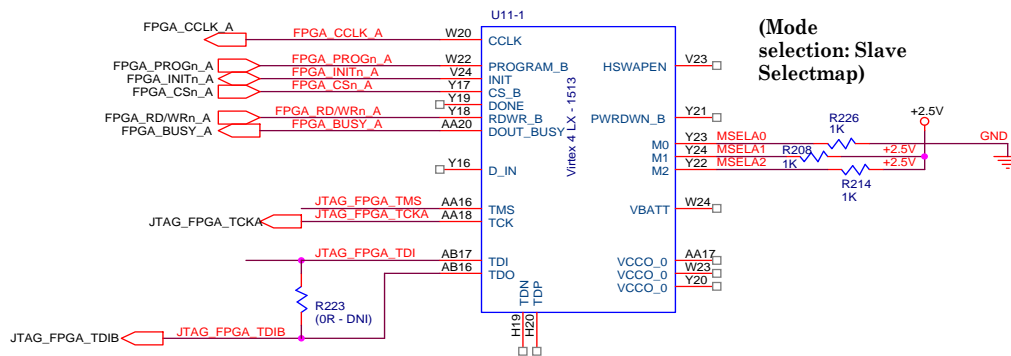 U11-1
(Mode
selection: Slave
Selectmap)
FPGA_CCLK_A
FPGA_CCLK_A
W20
CCLK
FPGA_PROGn_A
FPGA_PROGn_A
W22
PROGRAM_B
FPGA_INITn_A
FPGA_INITn_A
V24
INIT
FPGA_CSn_A
FPGA_CSn_A
Y17
CS_B
Y19
DONE
FPGA_RD/WRn_A
FPGA_RD/WRn_A
Y18
RDWR_B
FPGA_BUSY_A
FPGA_BUSY_A
AA20
DOUT_BUSY
Y16
D_IN
JTAG_FPGA_TMS
AA16
TMS
JTAG_FPGA_TCKA
JTAG_FPGA_TCKA
AA18
TCK
JTAG_FPGA_TDI
AB17
TDI
AB16
TDO
R223
(0R - DNI)
JTAG_FPGA_TDIB
JTAG_FPGA_TDIB
Virtex 4 LX - 1513
TDN
TDP
H19
H20
HSWAPEN
V23
PWRDWN_B
Y21
M0
Y23
MSELA0
R226
1K
+2.5V
GND
M1
Y24
MSELA1
R208
1K
+2.5V
M2
Y22
MSELA2
+2.5V
R214
1K
VBATT
W24
VCCO_0
AA17
VCCO_0
W23
VCCO_0
Y20